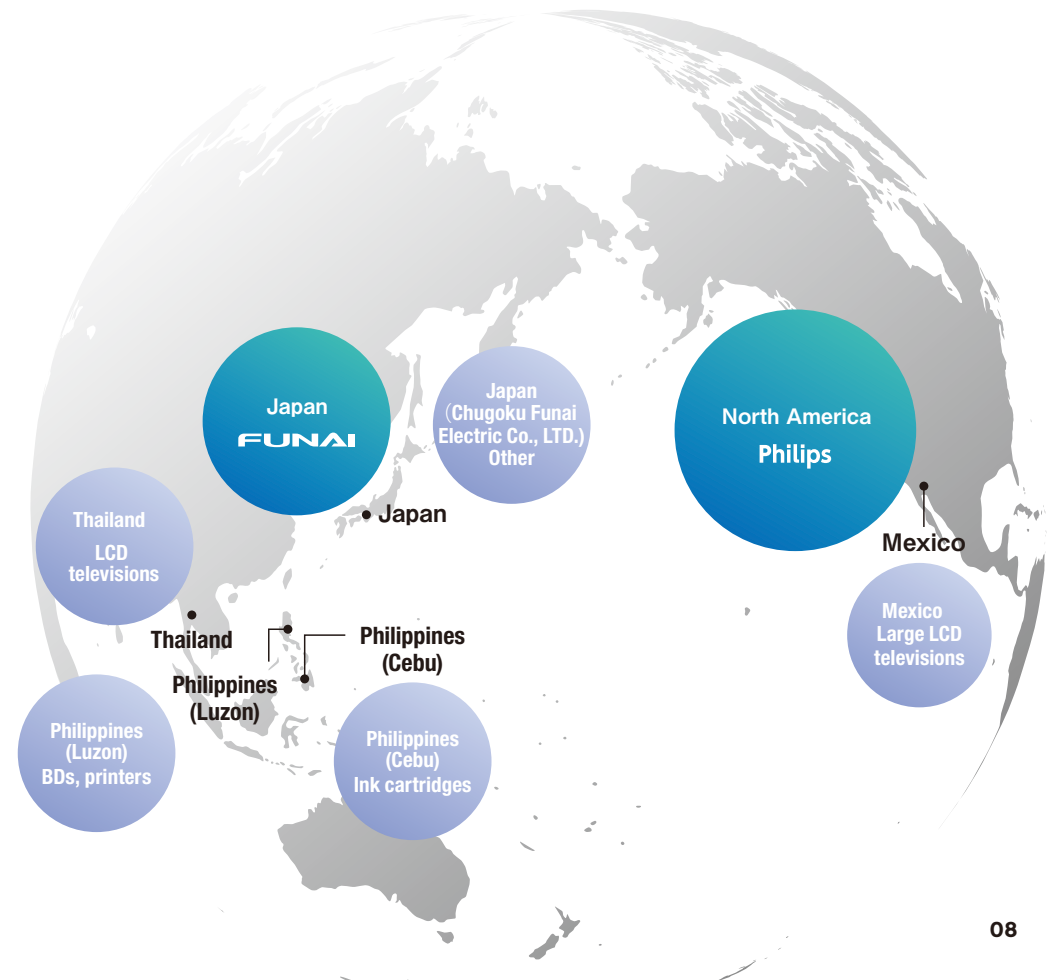 Japan
FUNAI
Japan
（Chugoku Funai
Electric Co., LTD.)
Other
North America
Philips
Japan
Mexico
Thailand
LCD
televisions
Thailand
Philippines
(Cebu)
Philippines
(Luzon)
Mexico
Large LCD
televisions
Philippines
(Luzon)
BDs, printers
Philippines
(Cebu)
Ink cartridges
08